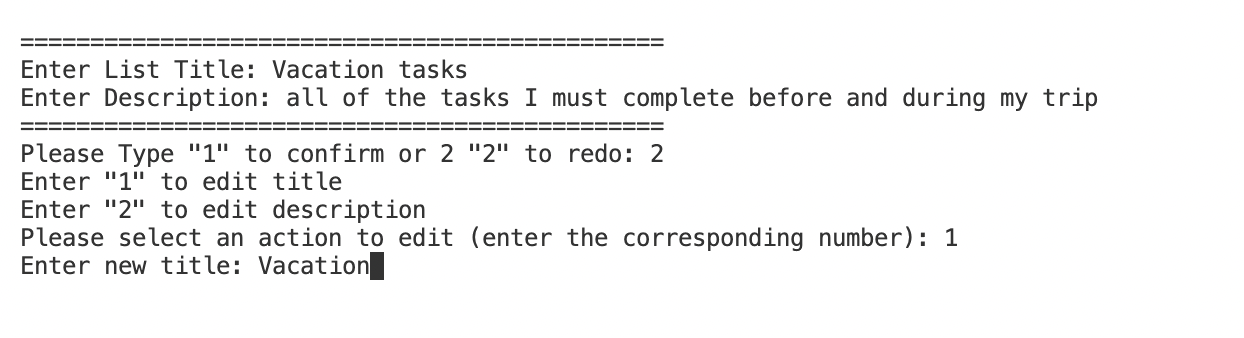 ==============================================
Enter List Title: Vacation tasks
Enter Description: all of the tasks I must complete before and during my trip
==============================================
Please Type "1" to confirm or 2 "2" to redo: 2
Enter "1" to edit title
Enter "2" to edit description
Please select an action to edit (enter the corresponding number): 1
Enter new title: Vacation